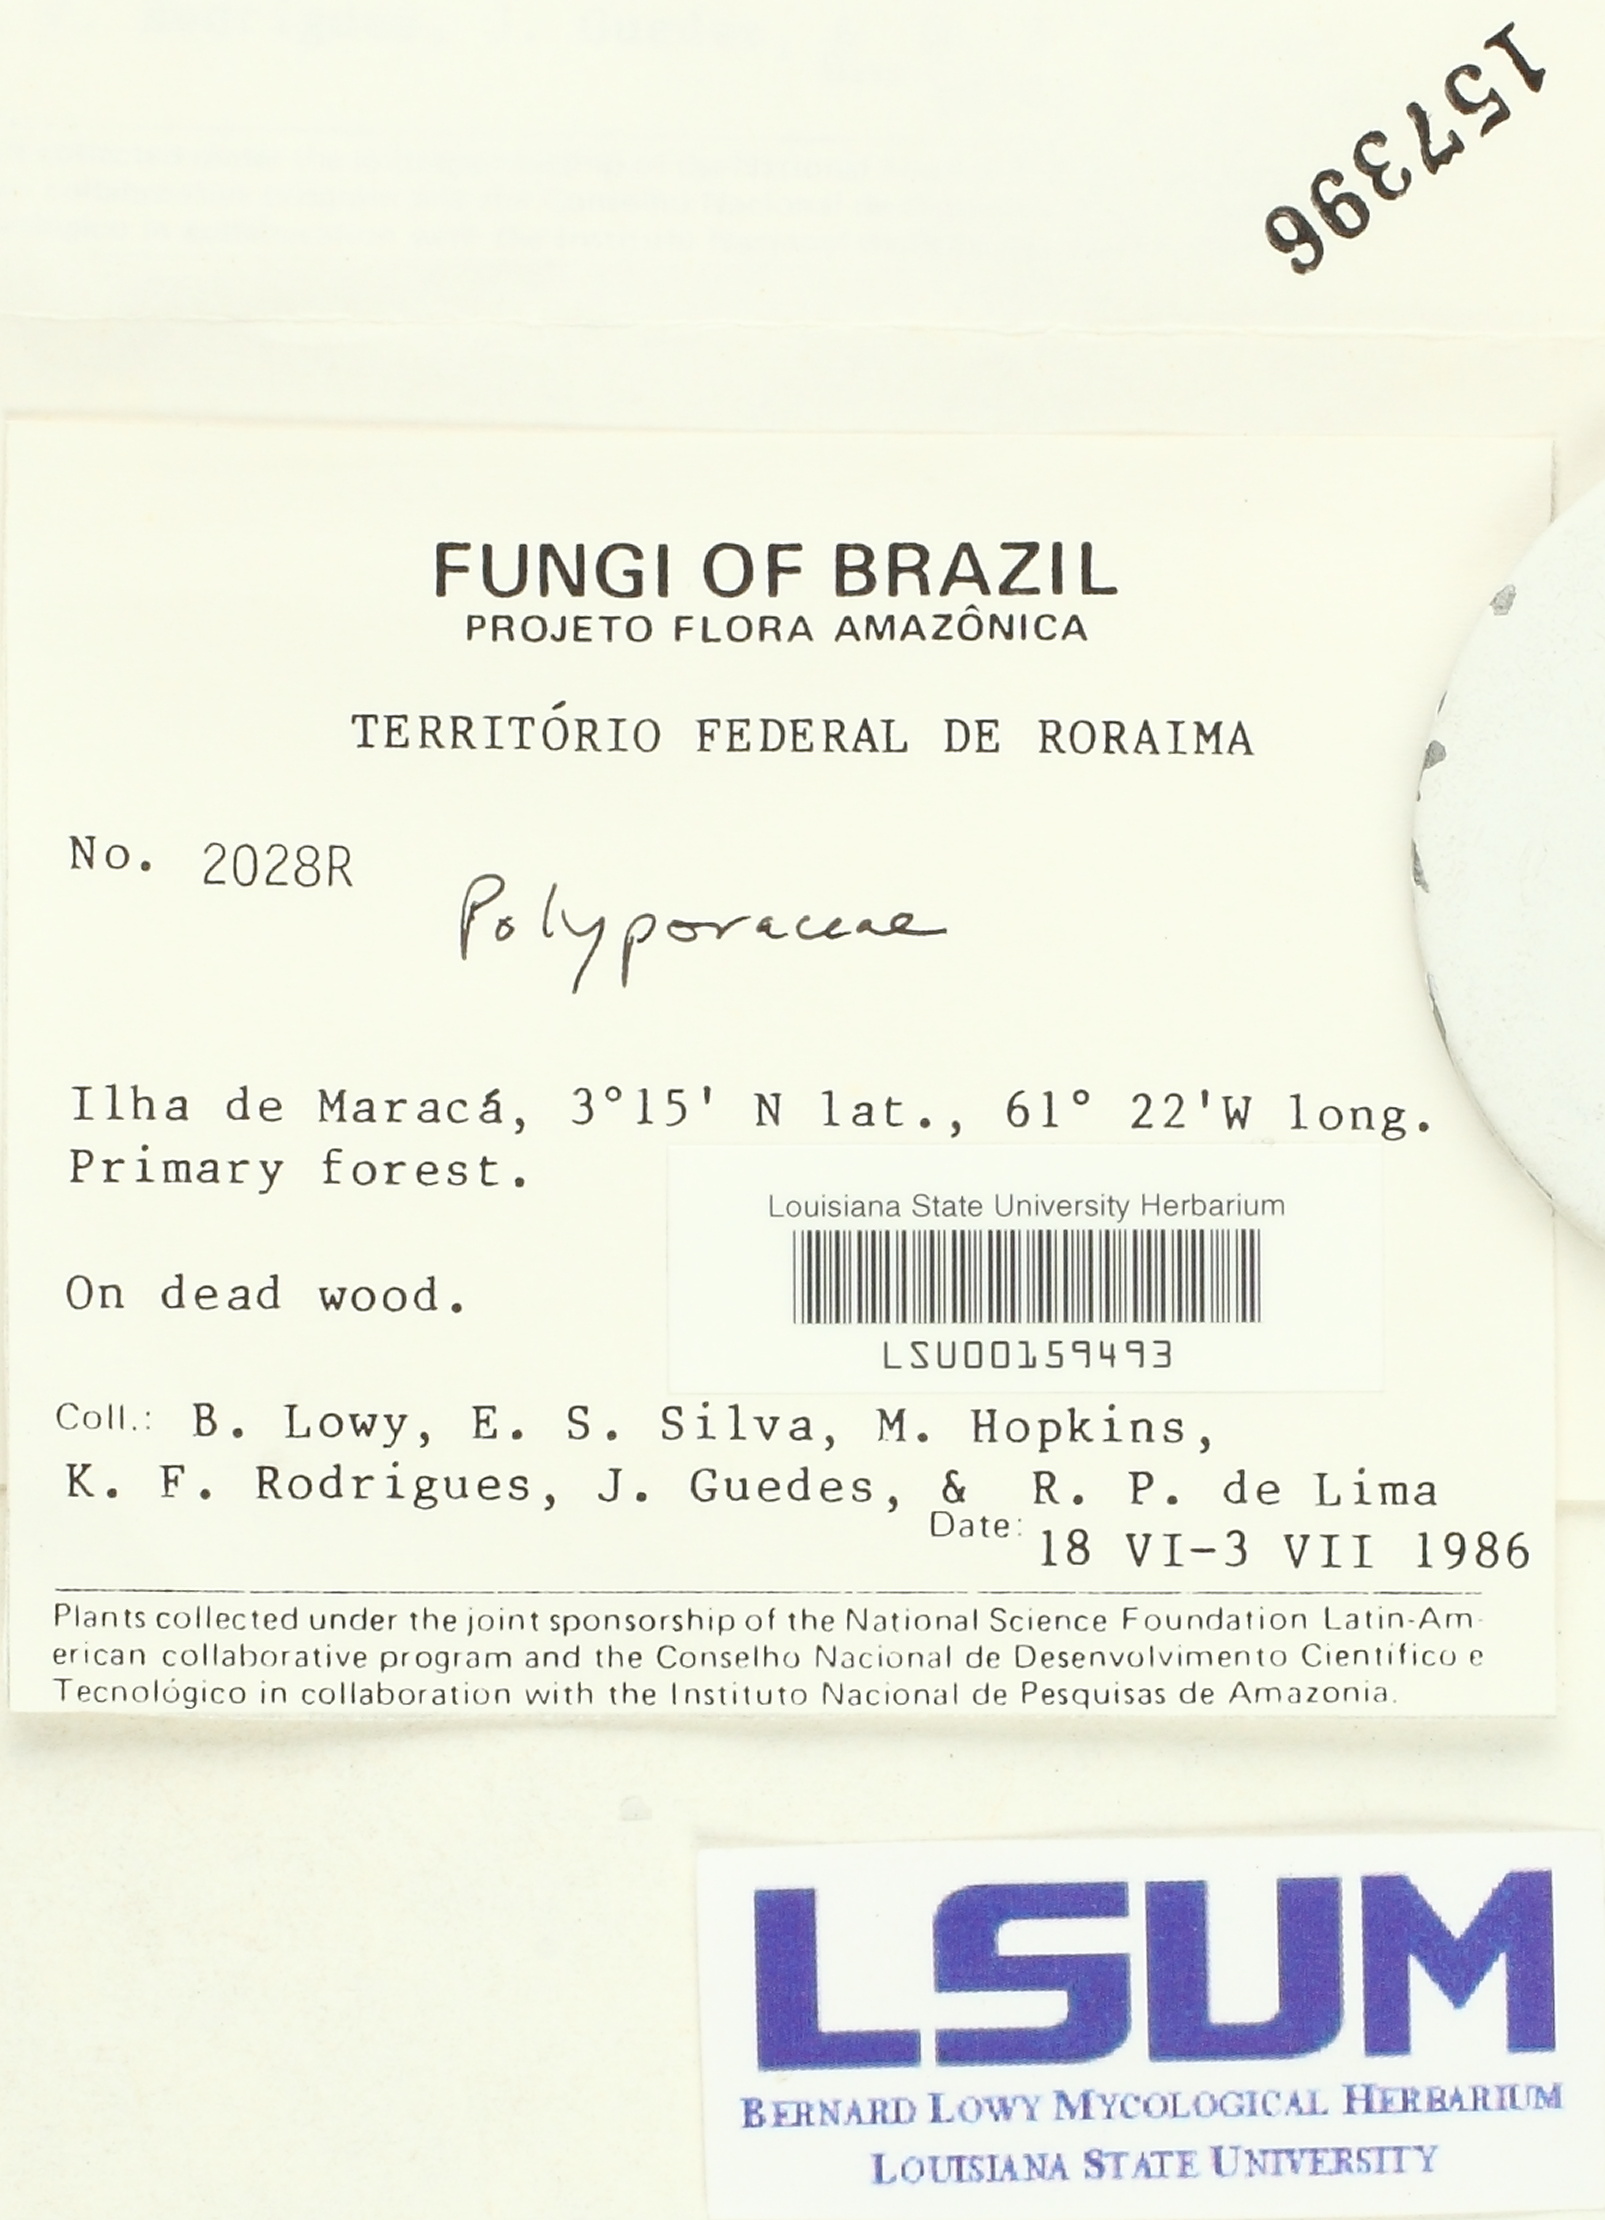 157396
FUNGI OF BRAZIL
PROJETO FLORA AMAZÔNICA
TERRITÓRIO FEDERAL DE RORAIMA
No. 2028R
Polyporaceae
Ilha de Maracá, 3°15' N lat., 61° 22'W long.
Primary forest.
Louisiana State University Herbarium
On dead wood.
LSU00159493
Coll.: B. Lowy, E. S. Silva, M. Hopkins,
K. F. Rodrigues, J. Guedes, & R. P. de Lima
Date: 18 VI-3 VII 1986
Plants collected under the joint sponsorship of the National Science Foundation Latin-Am-
erican collaborative program and the Conselho Nacional de Desenvolvimento Científico e
Tecnológico in collaboration with the Instituto Nacional de Pesquisas de Amazonia.
LSUM
BERNARD LOWY MYCOLOGICAL HERBARIUM
LOUISIANA STATE UNIVERSITY